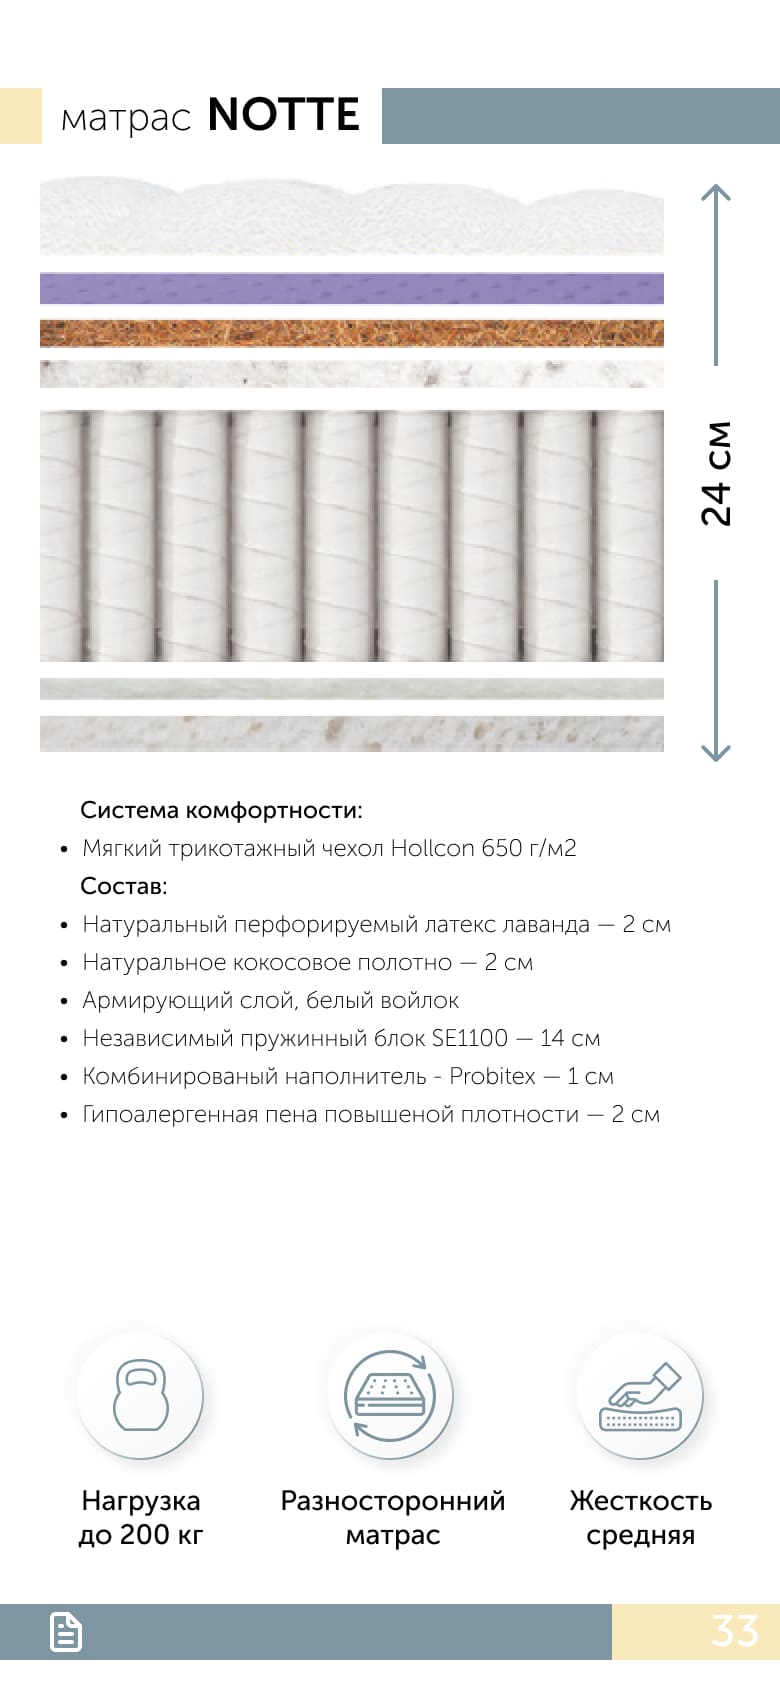 матрас NOTTE
24 см
Система комфортности:
• Мягкий трикотажный чехол Hollcon 650 г/м2
Состав:
• Натуральный перфорируемый латекс лаванда — 2 см
• Натуральное кокосовое полотно — 2 см
• Армирующий слой, белый войлок
• Независимый пружинный блок SE1100 — 14 см
• Комбинированый наполнитель - Probitex — 1 см
• Гипоалергенная пена повышеной плотности — 2 см
Нагрузка
до 200 кг
Разносторонний
матрас
Жесткость
средняя
33